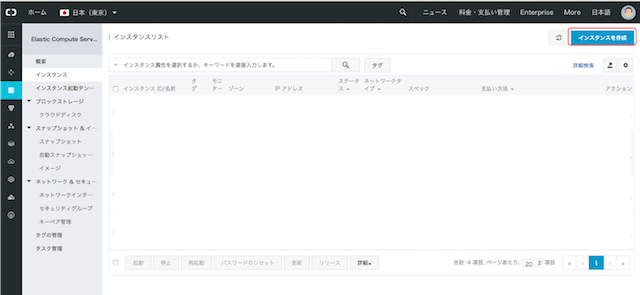 ホーム 日本（東京） ニュース 料金・支払い管理 Enterprise More 日本語
Elastic Compute Serv...
インスタンスリスト
インスタンスを作成
概要
インスタンス
インスタンス起動テン...
ブロックストレージ
クラウドディスク
スナップショット & イ...
スナップショット
自動スナップショッ...
イメージ
ネットワーク & セキュ...
ネットワークインタ...
セキュリティグループ
キーペア管理
タグの管理
タスク管理
インスタンス属性を選択するか、キーワードを直接入力します。
タグ
詳細検索
インスタンス ID/名前 タグ モニター ゾーン IP アドレス ステータス ネットワークタイプ スペック 支払い方法 アクション
起動 停止 再起動 パスワードのリセット 更新 リリース 詳細
合計: 4 項目, ページあたり: 20 項目 « ‹ 1 › »